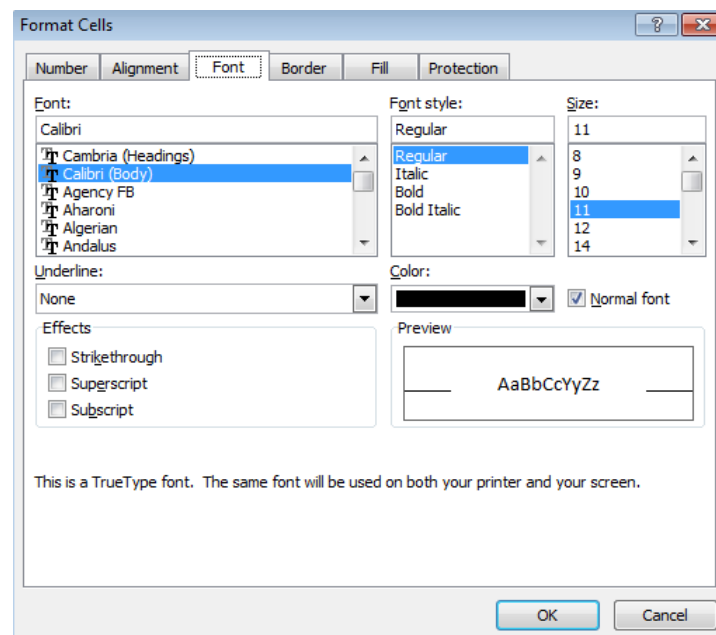 Format Cells
Number Alignment Font Border Fill Protection
Font: Font style: Size:
Calibri Regular 11
Cambria (Headings) Regular 8
Calibri (Body) Italic 9
Agency FB Bold 10
Aharoni Bold Italic 11
Algerian 12
Andalus 14
Underline: Color:
None Normal font
Effects Preview
Strikethrough
Superscript AaBbCcYyZz
Subscript
This is a TrueType font. The same font will be used on both your printer and your screen.
OK Cancel